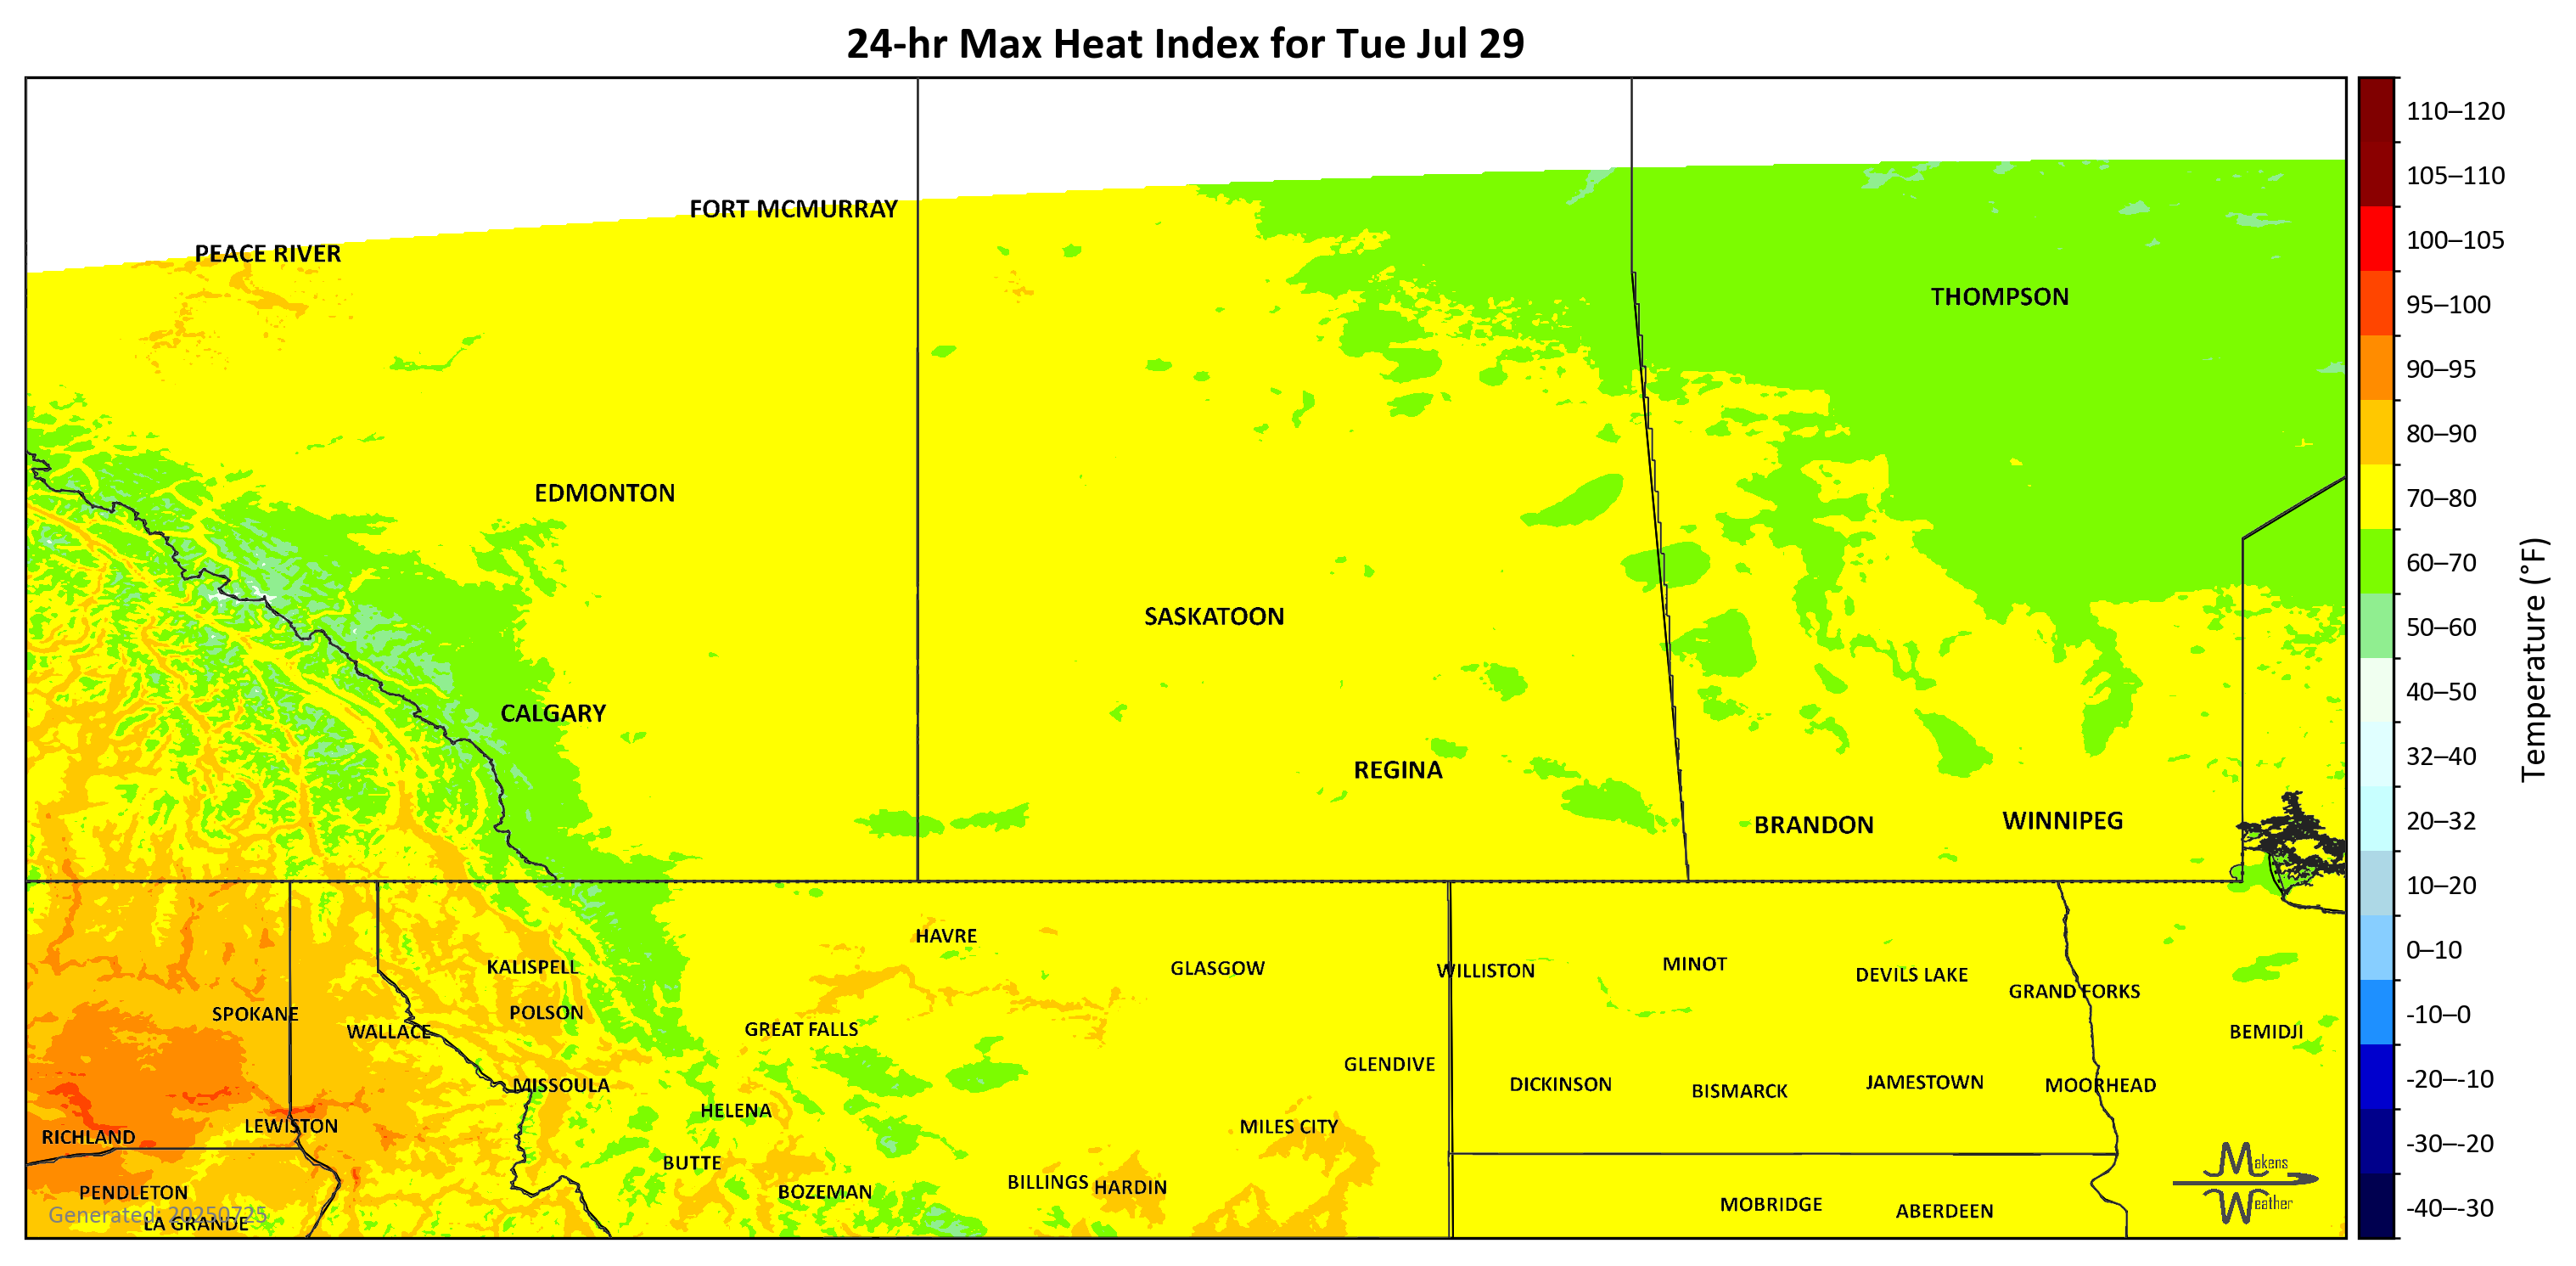 24-hr Max Heat Index for Tue Jul 29
FORT MCMURRAY
PEACE RIVER
THOMPSON
EDMONTON
SASKATOON
CALGARY
REGINA
BRANDON
WINNIPEG
HAVRE
KALISPELL
GLASGOW
WILLISTON
MINOT
DEVILS LAKE
GRAND FORKS
SPOKANE
POLSON
WALLACE
GREAT FALLS
BEMIDJI
GLENDIVE
MISSOULA
DICKINSON
BISMARCK
JAMESTOWN
MOORHEAD
HELENA
LEWISTON
MILES CITY
RICHLAND
BUTTE
BILLINGS
HARDIN
PENDLETON
BOZEMAN
MOBRIDGE
ABERDEEN
Generated: 20250725
LA GRANDE
Makens
Weather
110–120
105–110
100–105
95–100
90–95
80–90
70–80
60–70
50–60
40–50
32–40
20–32
10–20
0–10
-10–0
-20–-10
-30–-20
-40–-30
Temperature (°F)